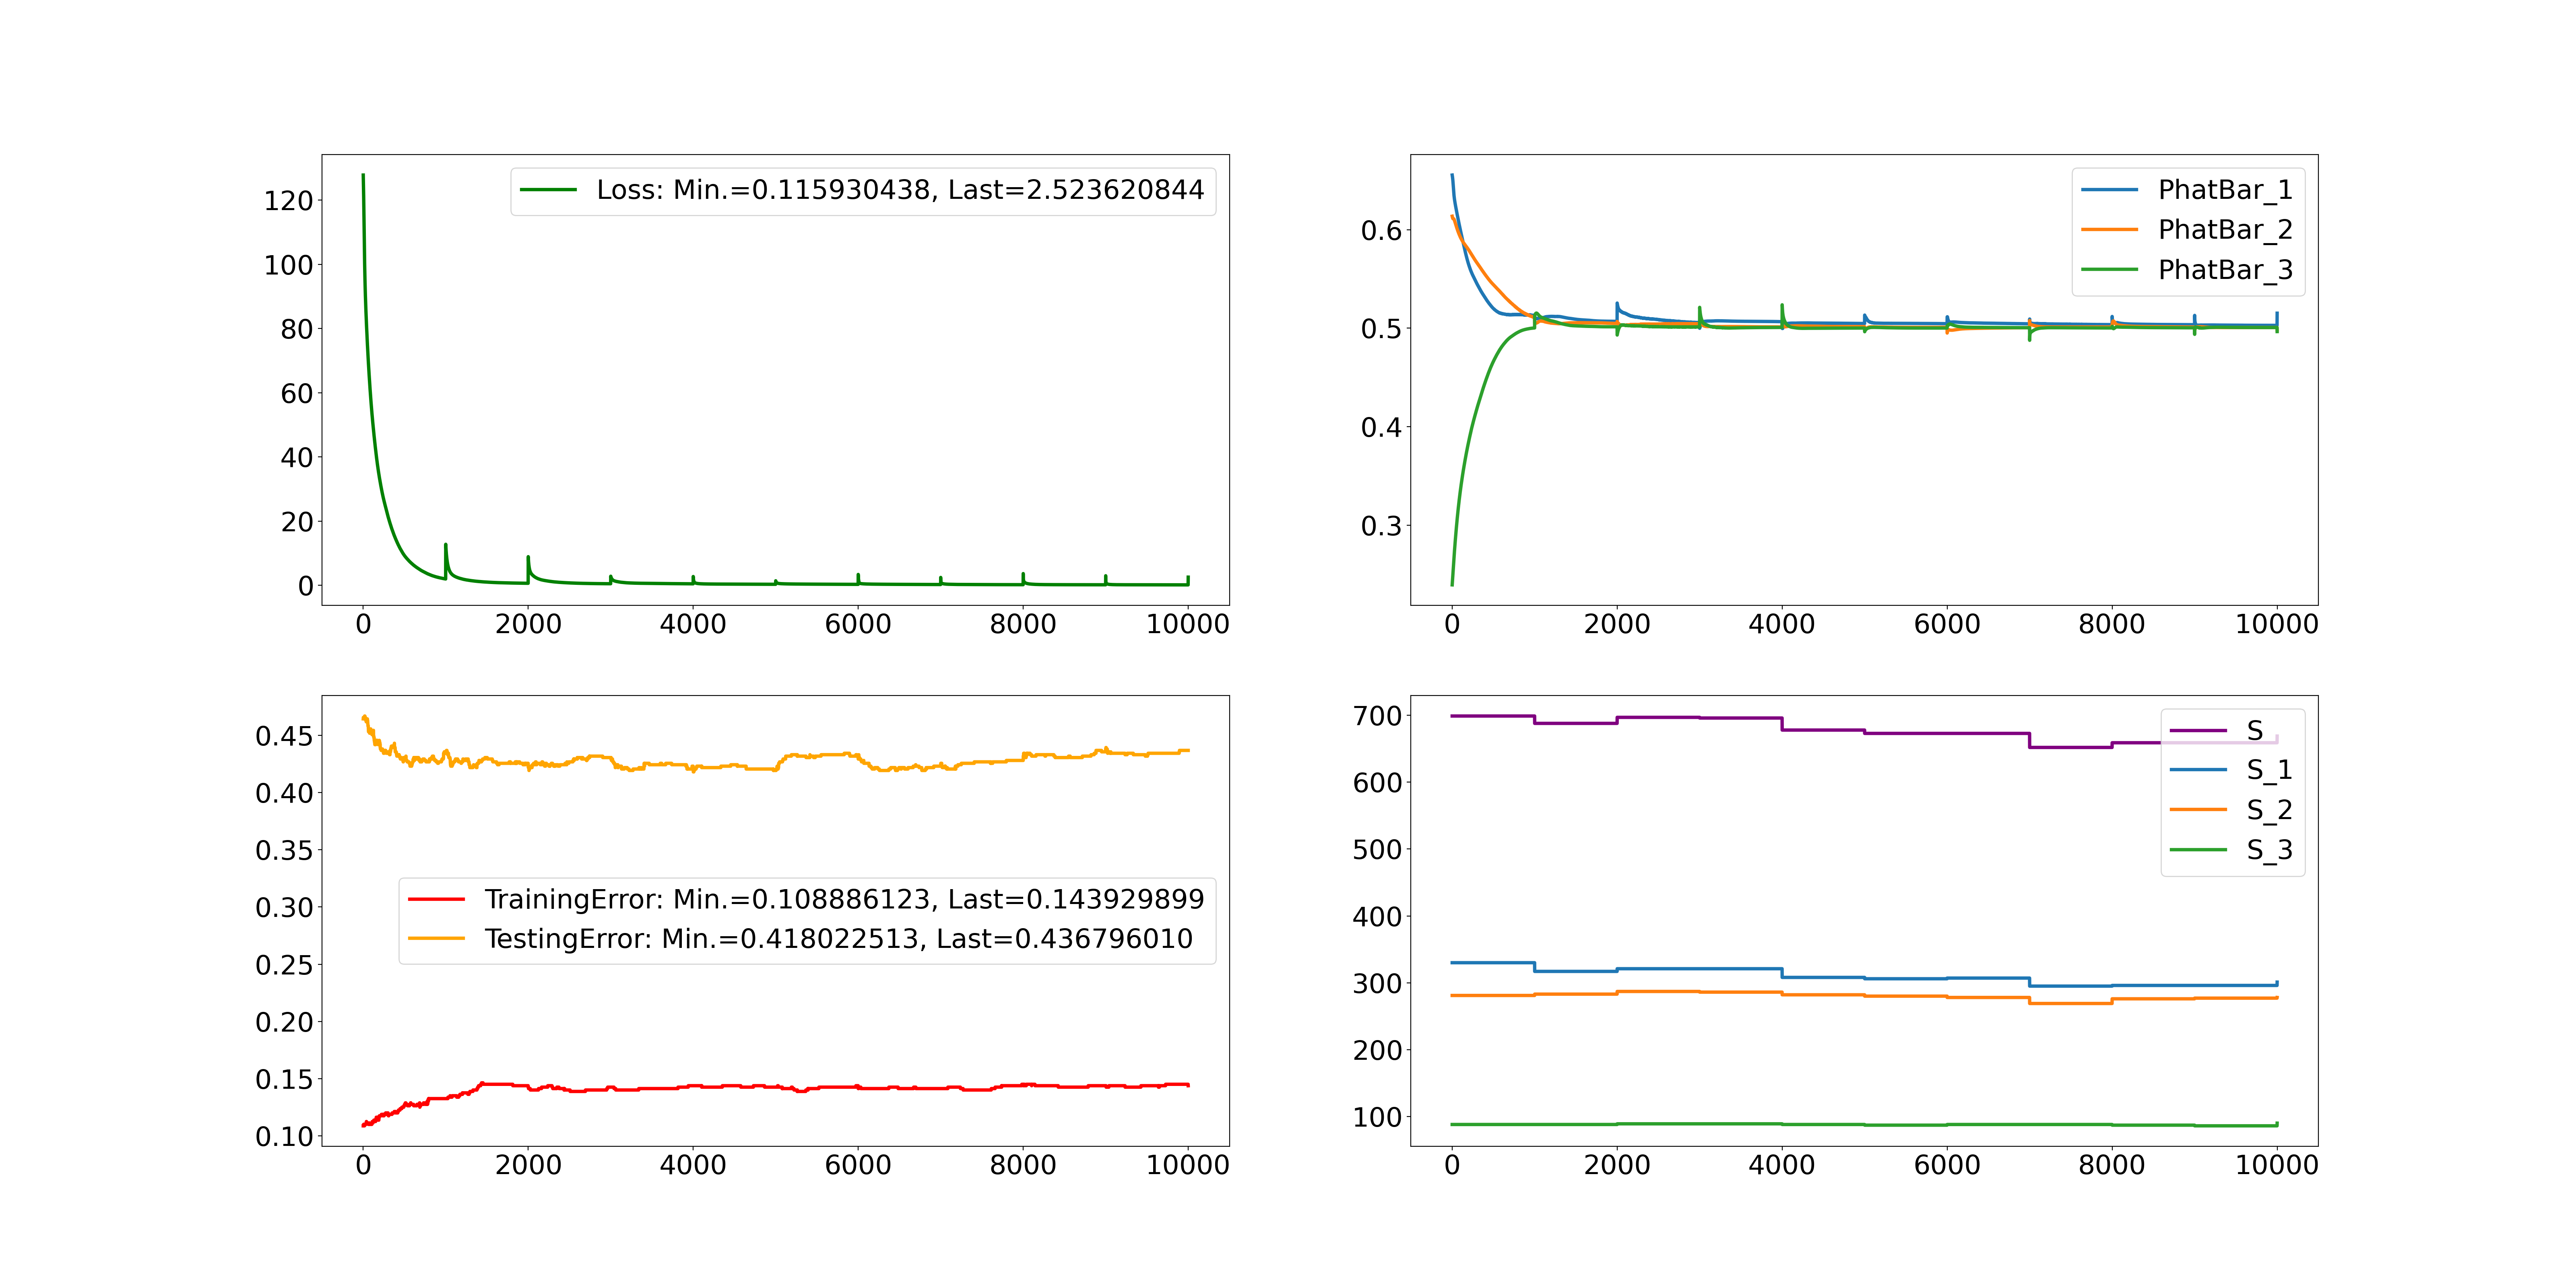 Loss: Min.=0.115930438, Last=2.523620844
120
100
80
60
40
20
0
0 2000 4000 6000 8000 10000
PhatBar_1
PhatBar_2
PhatBar_3
0.6
0.5
0.4
0.3
0 2000 4000 6000 8000 10000
0.45
0.40
0.35
0.30
0.25
0.20
0.15
0.10
TrainingError: Min.=0.108886123, Last=0.143929899
TestingError: Min.=0.418022513, Last=0.436796010
0 2000 4000 6000 8000 10000
700
600
500
400
300
200
100
S
S_1
S_2
S_3
0 2000 4000 6000 8000 10000